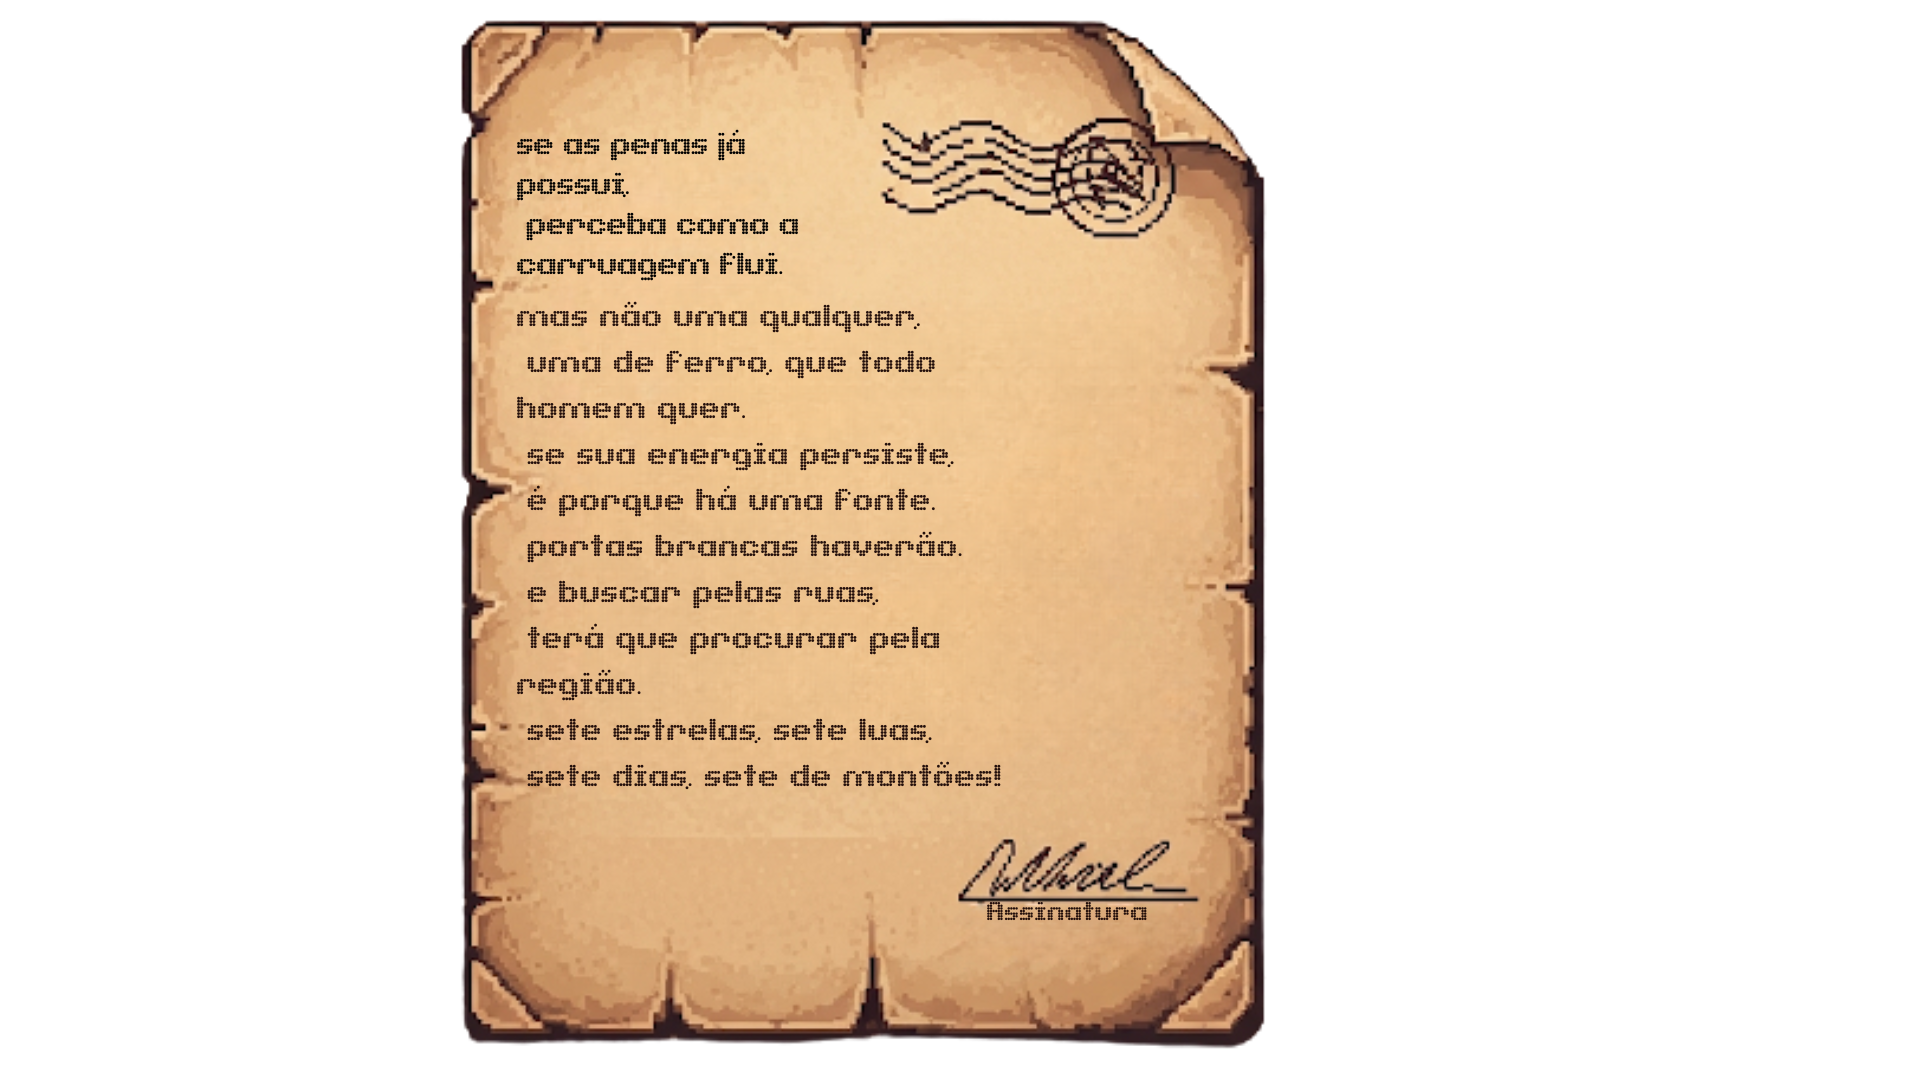 se as penas já
possui,
perceba como a
carruagem flui.
mas não uma qualquer,
uma de ferro, que todo
homem quer.
se sua energia persiste,
é porque há uma fonte.
portas brancas haverão.
e buscar pelas ruas,
terá que procurar pela
região.
sete estrelas, sete luas,
sete dias, sete de montões!
Assinatura